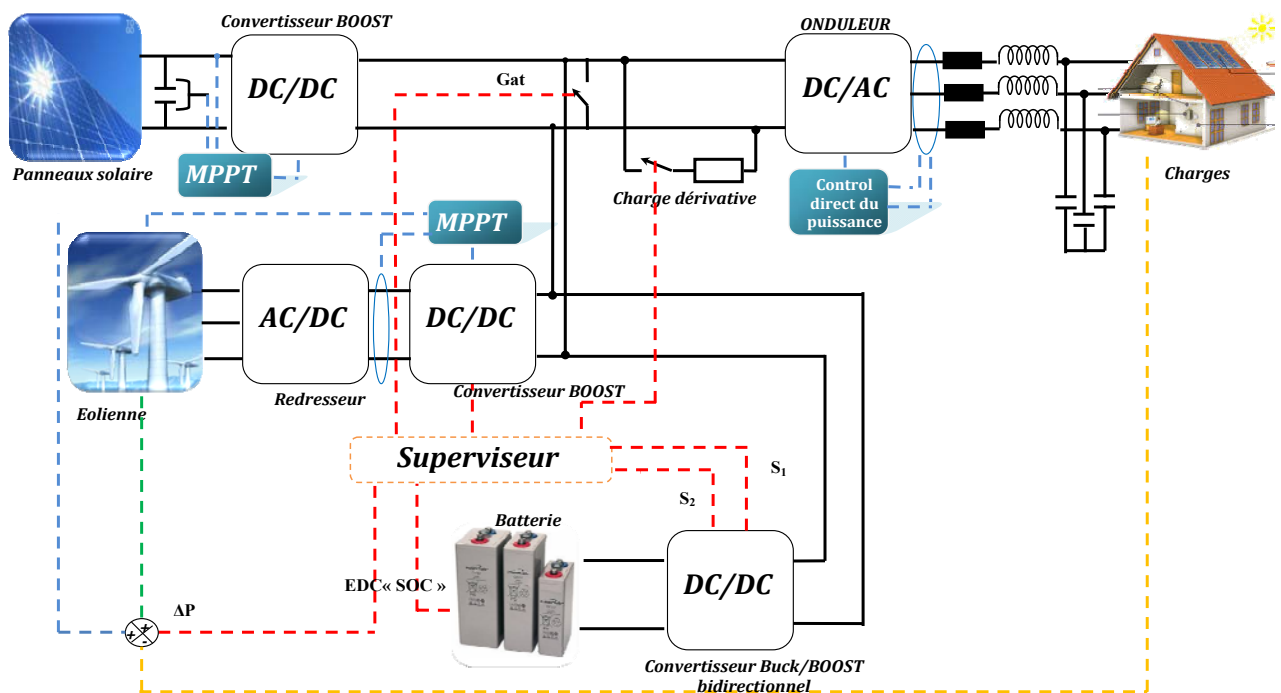 Convertisseur BOOST
ONDULEUR
DC/DC
Gat
DC/AC
MPPT
Panneaux solaire
Charge dérivative
Control
direct du
puissance
Charges
MPPT
AC/DC
DC/DC
Redresseur
Convertisseur BOOST
Eolienne
Superviseur
S1
S2
Batterie
EDC« SOC »
DC/DC
ΔP
+
+
-
Convertisseur Buck/BOOST
bidirectionnel